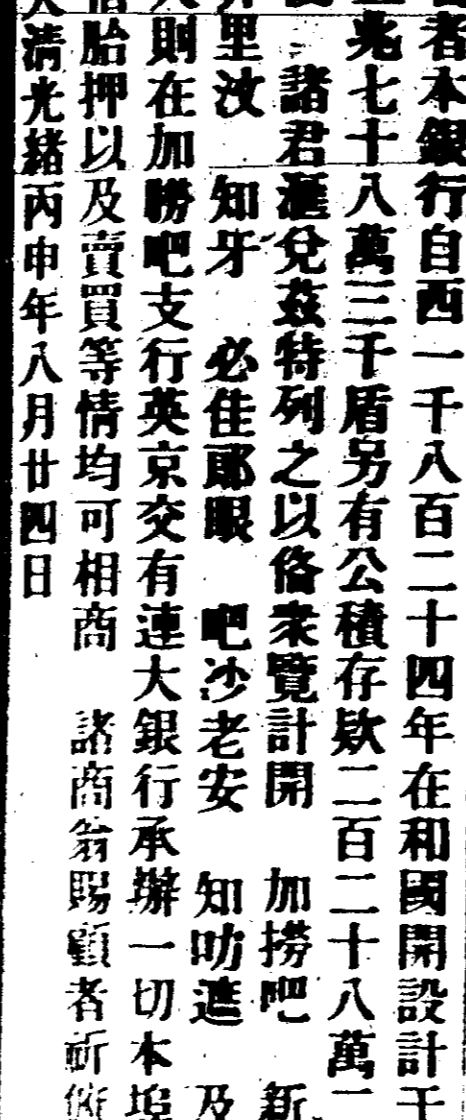 者本銀行自西一千八百二十四年在和國開設計
兆七十八萬三千盾另有公積存欵二百二十八萬
諸君滙兌茲特列之以俻衆覽計開 加撈吧 新
里汶 知牙 必佳郎眼 吧沙老安 知叻進 及
則在加勝吧支行英京交有連大銀行承辦一切本埠
胎押以及賣買等情均可相商 諸商翁賜顧者祈
大清光緒丙申年八月廿四日